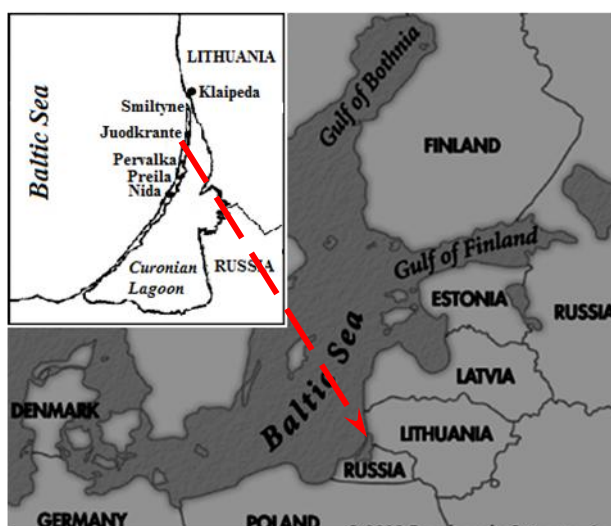 LITHUANIA
Klaipeda
Smiltyne
Juodkrante
Pervalka
Preila
Nida
Baltic Sea
RUSSIA
Curonian
Lagoon
Gulf of Bothnia
FINLAND
Gulf of Finland
ESTONIA
RUSSIA
LATVIA
Baltic Sea
DENMARK
LITHUANIA
RUSSIA
GERMANY
POLAND